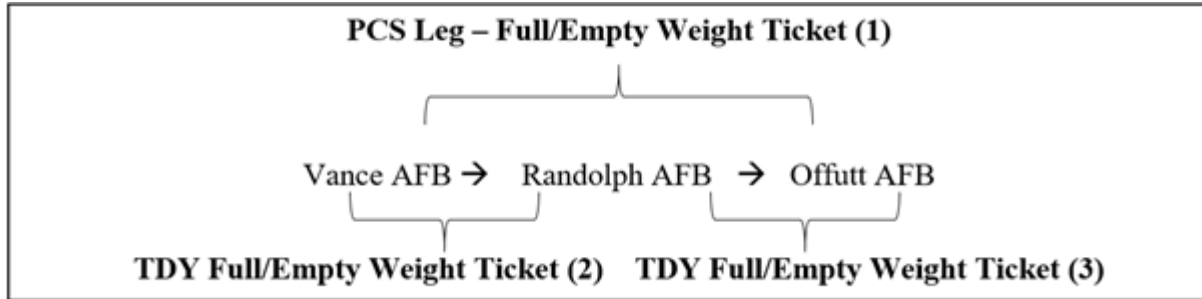 PCS Leg – Full/Empty Weight Ticket (1)
Vance AFB → Randolph AFB → Offutt AFB
TDY Full/Empty Weight Ticket (2) TDY Full/Empty Weight Ticket (3)